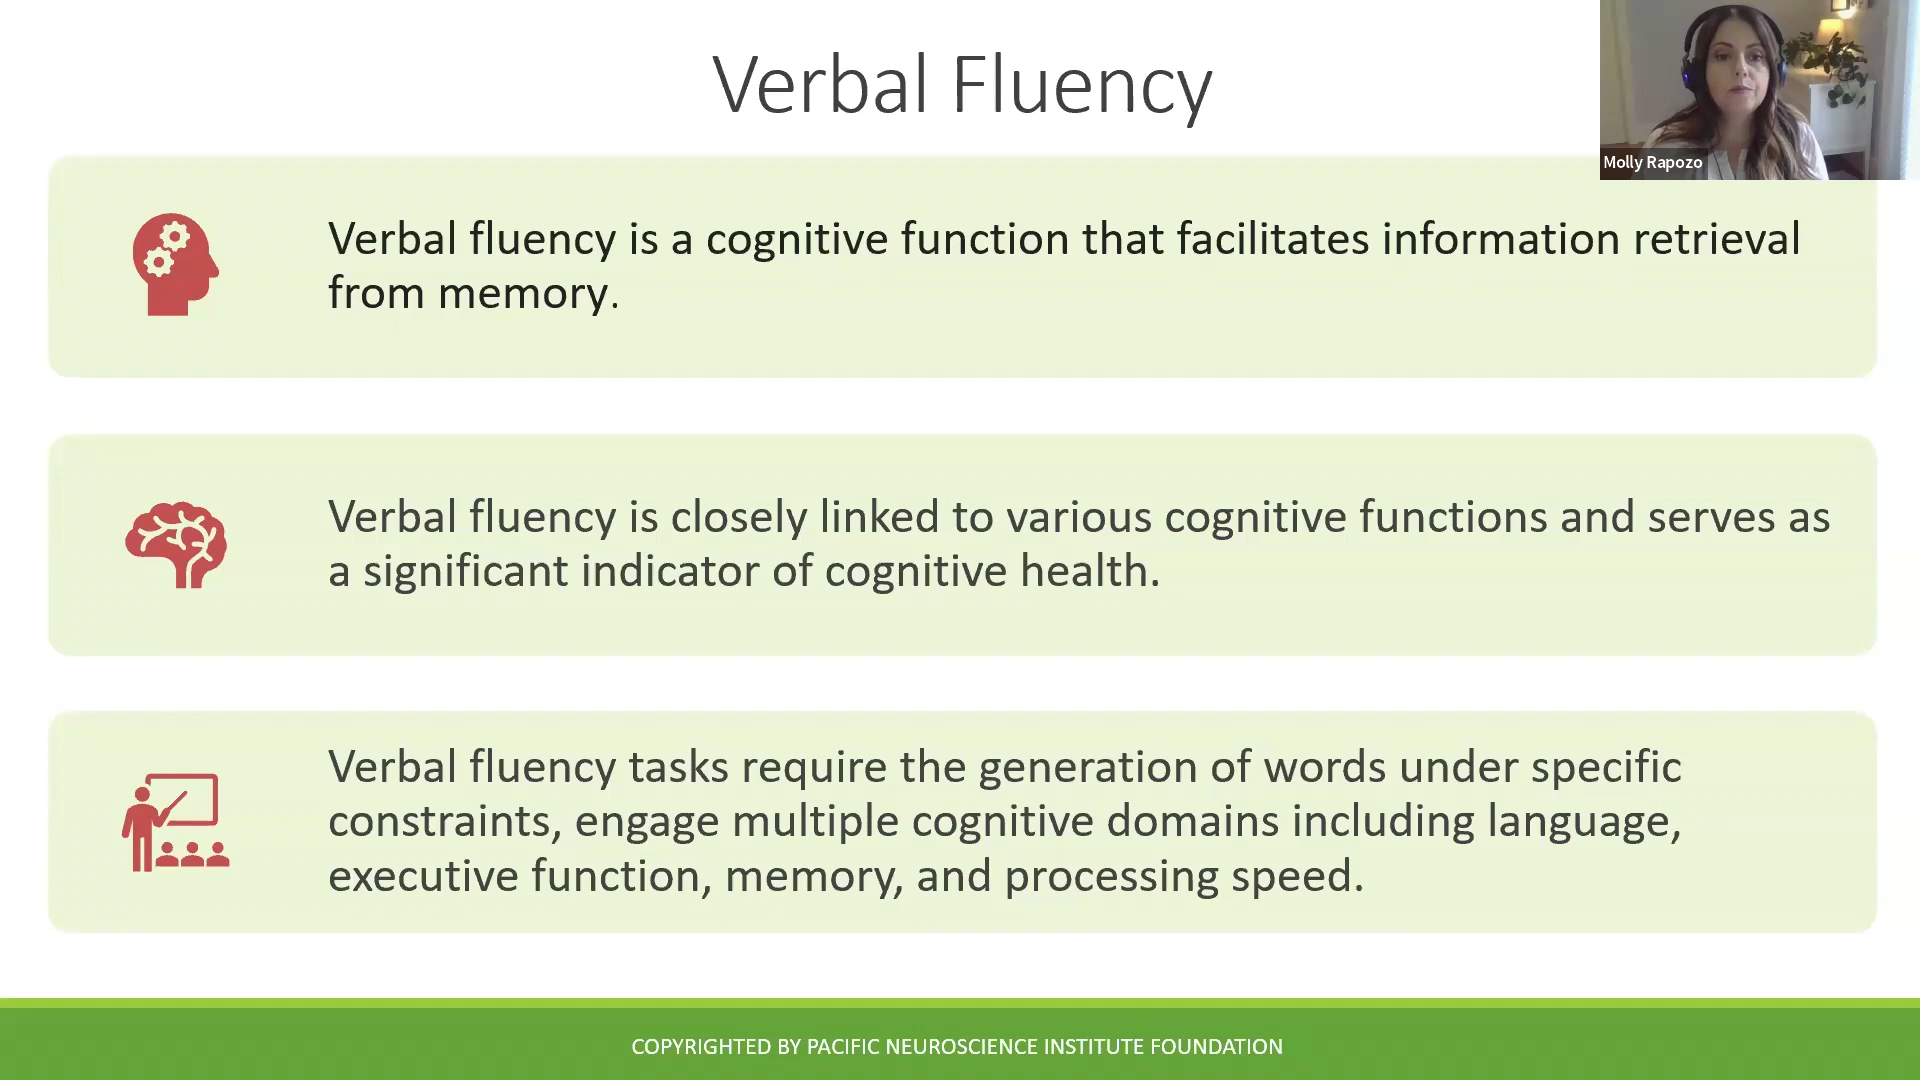 Verbal Fluency
Molly Rapozo
Verbal fluency is a cognitive function that facilitates information retrieval
from memory.
Verbal fluency is closely linked to various cognitive functions and serves as
a significant indicator of cognitive health.
Verbal fluency tasks require the generation of words under specific
constraints, engage multiple cognitive domains including language,
executive function, memory, and processing speed.
COPYRIGHTED BY PACIFIC NEUROSCIENCE INSTITUTE FOUNDATION